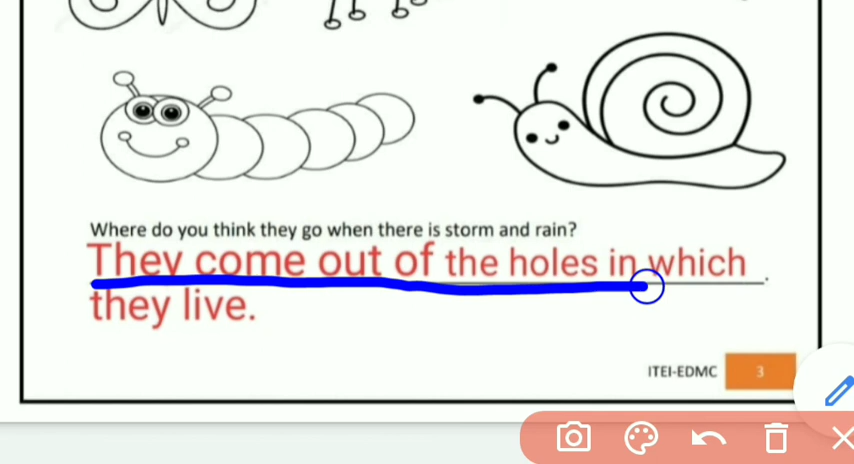 Where do you think they go when there is storm and rain?
They come out of the holes in which
they live.
ITEI-EDMC 3